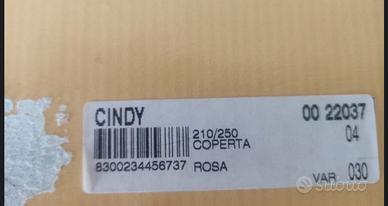 CINDY 00 22037
210/250 04
COPERTA
8300234456737 ROSA
VAR. 030
subito